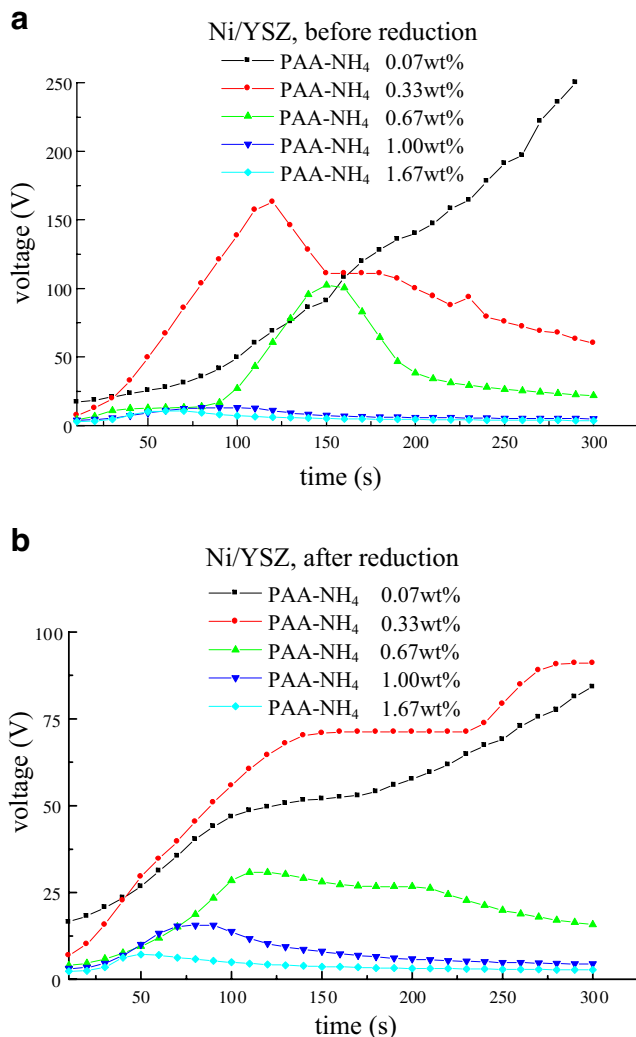 a
Ni/YSZ, before reduction
PAA-NH₄ 0.07wt%
PAA-NH₄ 0.33wt%
PAA-NH₄ 0.67wt%
PAA-NH₄ 1.00wt%
PAA-NH₄ 1.67wt%
250
200
150
100
50
0
voltage (V)
50 100 150 200 250 300
time (s)
b
Ni/YSZ, after reduction
PAA-NH₄ 0.07wt%
PAA-NH₄ 0.33wt%
PAA-NH₄ 0.67wt%
PAA-NH₄ 1.00wt%
PAA-NH₄ 1.67wt%
100
75
50
25
0
voltage (V)
50 100 150 200 250 300
time (s)